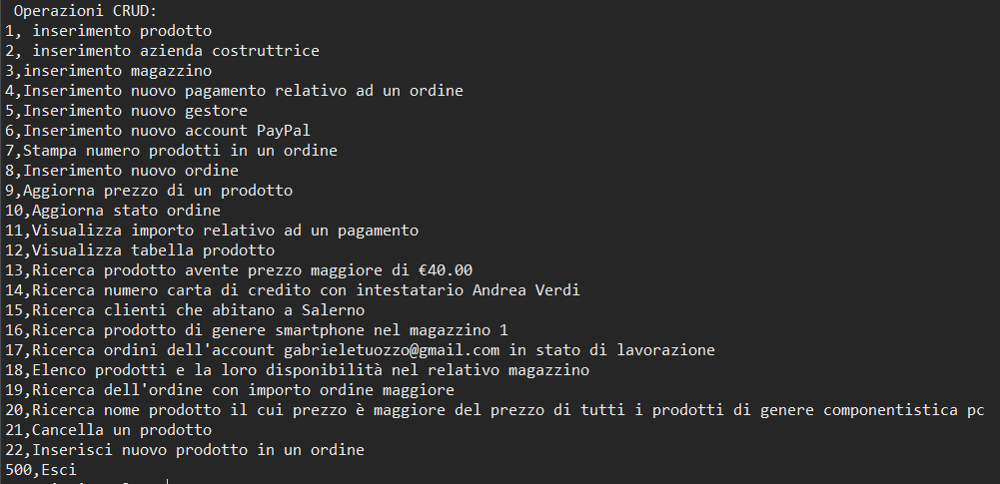 Operazioni CRUD:
1, inserimento prodotto
2, inserimento azienda costruttrice
3,inserimento magazzino
4,Inserimento nuovo pagamento relativo ad un ordine
5,Inserimento nuovo gestore
6,Inserimento nuovo account PayPal
7,Stampa numero prodotti in un ordine
8,Inserimento nuovo ordine
9,Aggiorna prezzo di un prodotto
10,Aggiorna stato ordine
11,Visualizza importo relativo ad un pagamento
12,Visualizza tabella prodotto
13,Ricerca prodotto avente prezzo maggiore di €40.00
14,Ricerca numero carta di credito con intestatario Andrea Verdi
15,Ricerca clienti che abitano a Salerno
16,Ricerca prodotto di genere smartphone nel magazzino 1
17,Ricerca ordini dell'account gabrieletuozzo@gmail.com in stato di lavorazione
18,Elenco prodotti e la loro disponibilità nel relativo magazzino
19,Ricerca dell'ordine con importo ordine maggiore
20,Ricerca nome prodotto il cui prezzo è maggiore del prezzo di tutti i prodotti di genere componentistica pc
21,Cancella un prodotto
22,Inserisci nuovo prodotto in un ordine
500,Esci